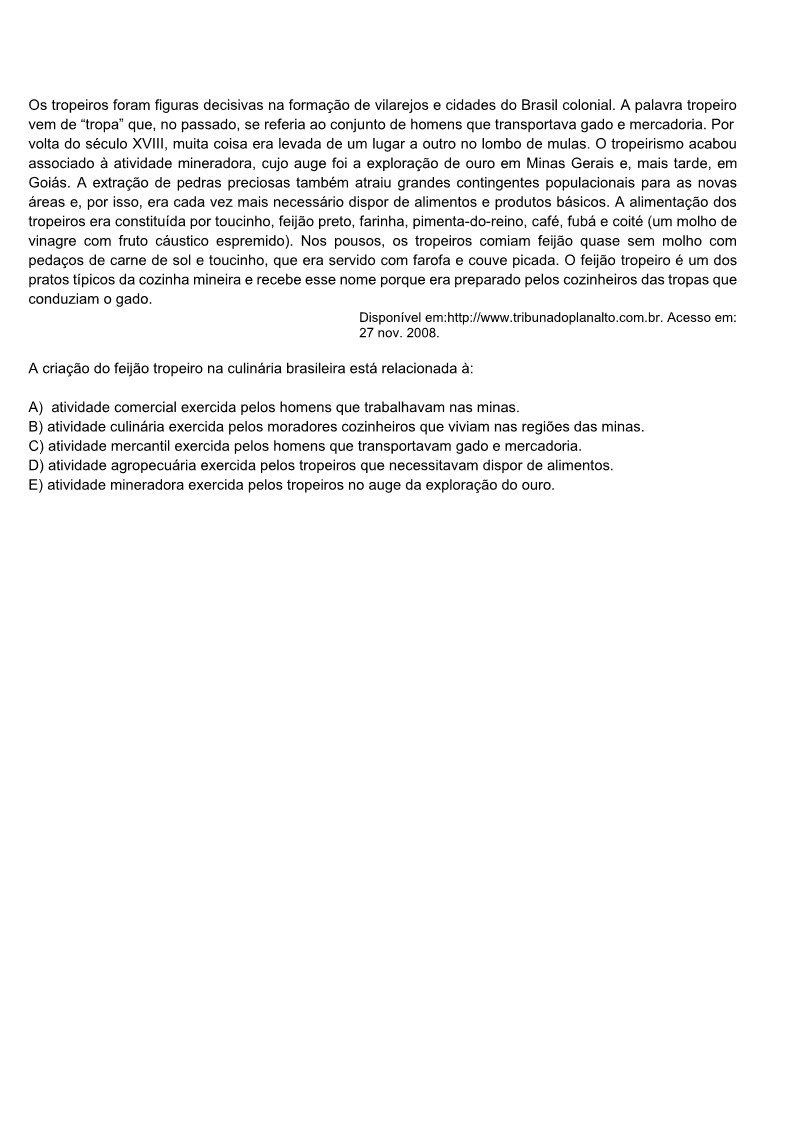 Os tropeiros foram figuras decisivas na formação de vilarejos e cidades do Brasil colonial. A palavra tropeiro
vem de “tropa” que, no passado, se referia ao conjunto de homens que transportava gado e mercadoria. Por
volta do século XVIII, muita coisa era levada de um lugar a outro no lombo de mulas. O tropeirismo acabou
associado à atividade mineradora, cujo auge foi a exploração de ouro em Minas Gerais e, mais tarde, em
Goiás. A extração de pedras preciosas também atraiu grandes contingentes populacionais para as novas
áreas e, por isso, era cada vez mais necessário dispor de alimentos e produtos básicos. A alimentação dos
tropeiros era constituída por toucinho, feijão preto, farinha, pimenta-do-reino, café, fubá e coité (um molho de
vinagre com fruto cáustico espremido). Nos pousos, os tropeiros comiam feijão quase sem molho com
pedaços de carne de sol e toucinho, que era servido com farofa e couve picada. O feijão tropeiro é um dos
pratos típicos da cozinha mineira e recebe esse nome porque era preparado pelos cozinheiros das tropas que
conduziam o gado.
Disponível em:http://www.tribunadoplanalto.com.br. Acesso em:
27 nov. 2008.
A criação do feijão tropeiro na culinária brasileira está relacionada à:
A) atividade comercial exercida pelos homens que trabalhavam nas minas.
B) atividade culinária exercida pelos moradores cozinheiros que viviam nas regiões das minas.
C) atividade mercantil exercida pelos homens que transportavam gado e mercadoria.
D) atividade agropecuária exercida pelos tropeiros que necessitavam dispor de alimentos.
E) atividade mineradora exercida pelos tropeiros no auge da exploração do ouro.